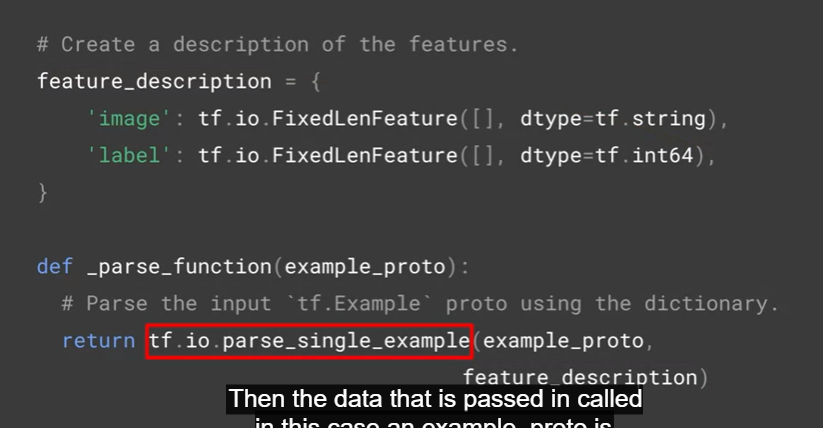 # Create a description of the features.
feature_description = {
    'image': tf.io.FixedLenFeature([], dtype=tf.string),
    'label': tf.io.FixedLenFeature([], dtype=tf.int64),
}
def _parse_function(example_proto):
  # Parse the input `tf.Example` proto using the dictionary.
  return tf.io.parse_single_example(example_proto,
                                    feature_description)
Then the data that is passed in called
in this case an example_proto is